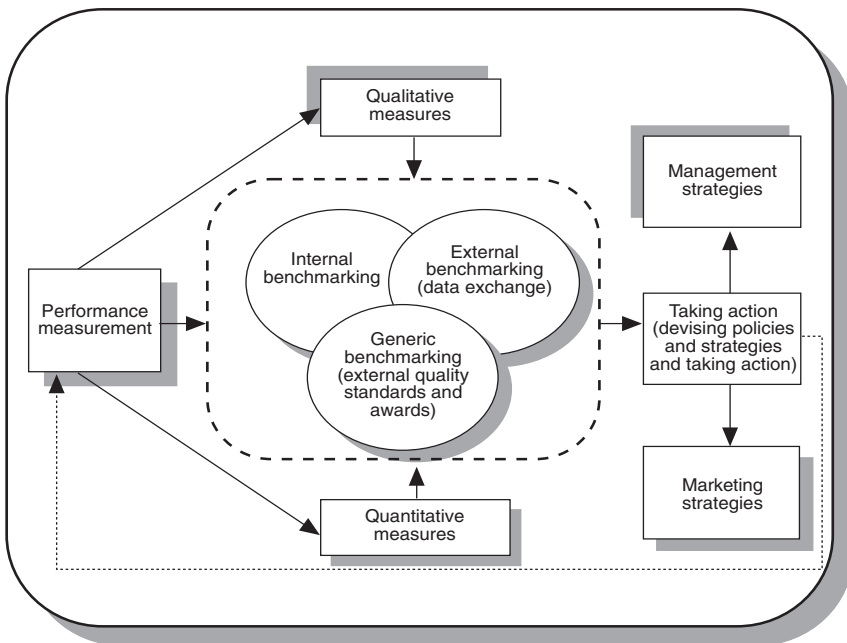 Qualitative
measures
Management
strategies
Internal
benchmarking
External
benchmarking
(data exchange)
Performance
measurement
Taking action
(devising policies
and strategies
and taking action)
Generic
benchmarking
(external quality
standards and
awards)
Marketing
strategies
Quantitative
measures